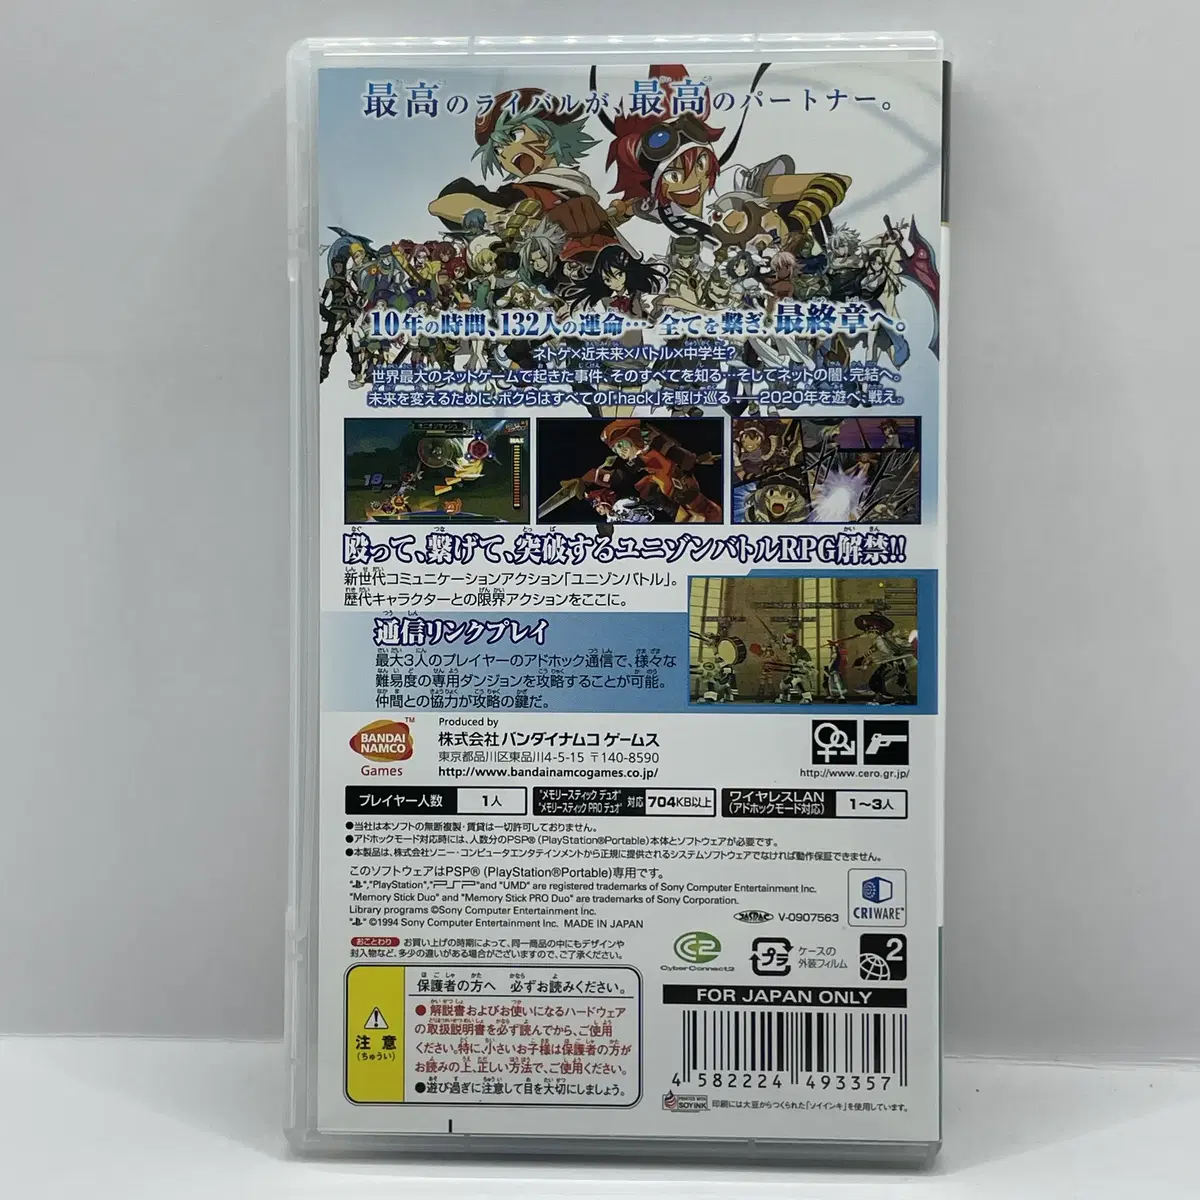 最高のライバルが、最高のパートナー。
10年の時間、132人の運命… 全てを繋ぎ、最終章へ。
ネトゲ×近未来×バトル×中学生?
世界最大のネットゲームで起きた事件、そのすべてを知る…そしてネットの闇、完結へ。
未来を変えるために、ボクらはすべての「.hack」を駆け巡る――2020年を遊べ、戦え。
殴って、繋げて、突破するユニゾンバトルRPG解禁!!
新世代コミュニケーションアクション「ユニゾンバトル」。
歴代キャラクターとの限界アクションをここに。
通信リンクプレイ
最大3人のプレイヤーのアドホック通信で、様々な
難易度の専用ダンジョンを攻略することが可能。
仲間との協力が攻略の鍵だ。
BANDAI NAMCO Games TM
Produced by
株式会社 バンダイナムコ ゲームス
東京都品川区東品川4-5-15 〒140-8590
http://www.bandainamcogames.co.jp/
http://www.cero.gr.jp/
プレイヤー人数 1人
"メモリースティック デュオ" "メモリースティック PRO デュオ" 対応 704KB以上
ワイヤレスLAN (アドホックモード対応) 1~3人
●当社は本ソフトの無断複製・賃貸は一切許可しておりません。
●アドホックモード対応時には、人数分のPSP®(PlayStation®Portable)本体とソフトウェアが必要です。
●本製品は、株式会社ソニー・コンピュータエンタテインメントから正規に提供されるシステムソフトウェアでなければ動作保証できません。
このソフトウェアはPSP®(PlayStation®Portable)専用です。
" ","PlayStation","PSP"and "UMD" are registered trademarks of Sony Computer Entertainment Inc.
"Memory Stick Duo" and "Memory Stick PRO Duo" are trademarks of Sony Corporation.
Library programs ©Sony Computer Entertainment Inc.
" " ©1994 Sony Computer Entertainment Inc. MADE IN JAPAN
JASRAC V-0907563
CRIWARE™
おことわり お買い上げの時期によって、同一商品の中にもデザインや
封入物など、多少の違いがある場合がございますので、ご了承ください。
CyberConnect2
プラ ケースの
外装フィルム
2
FOR JAPAN ONLY
4 582224 493357
PRINTED WITH SOY INK 印刷には大豆からつくられた「ソイインキ」を使用しています。
注意
(ちゅうい)
保護者の方へ 必ずお読みください。
●解説書およびお使いになるハードウェア
の取扱説明書を必ず読んでから、ご使用
ください。特に、小さいお子様は保護者の方が
お読みの上、正しい方法で、ご使用ください。
●遊び過ぎに注意して目を大切にしましょう。